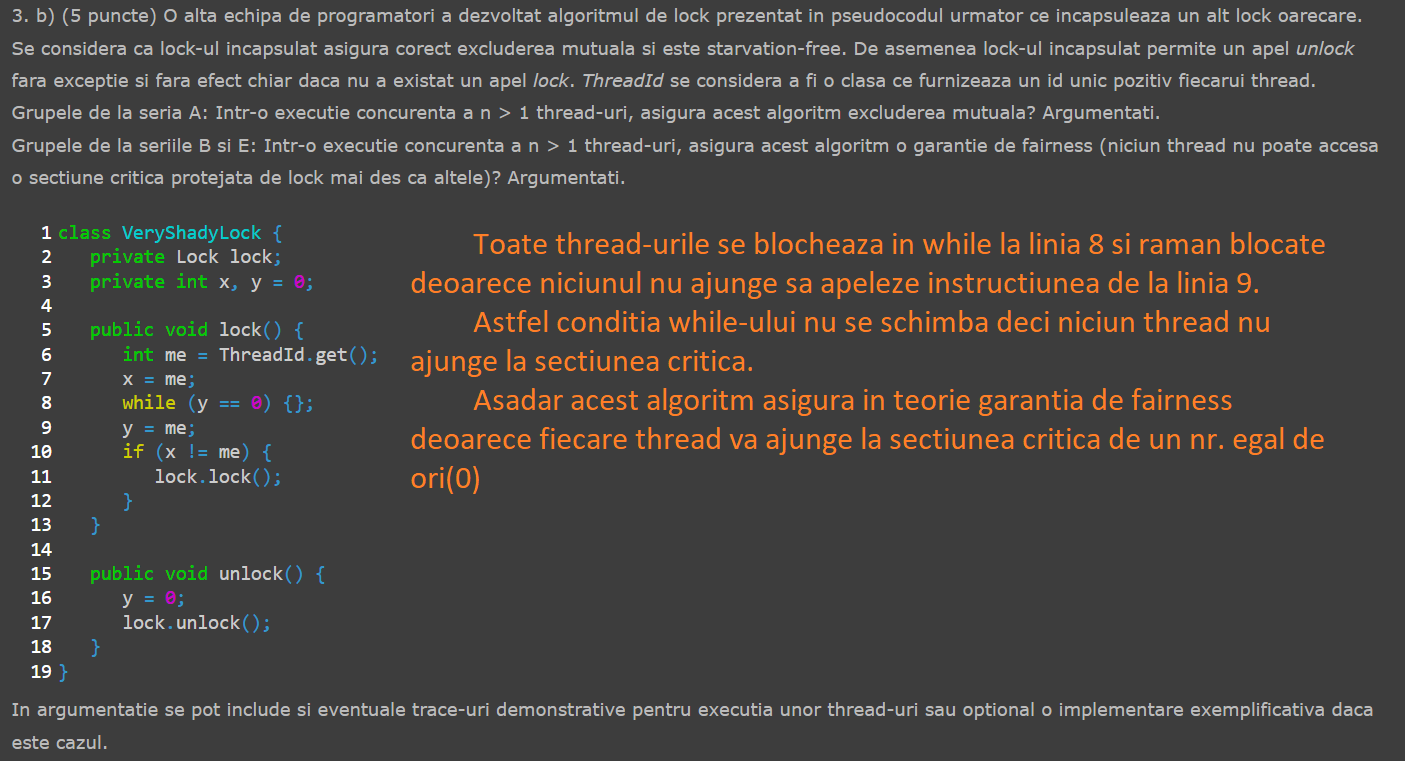 3. b) (5 puncte) O alta echipa de programatori a dezvoltat algoritmul de lock prezentat in pseudocodul urmator ce incapsuleaza un alt lock oarecare.
Se considera ca lock-ul incapsulat asigura corect excluderea mutuala si este starvation-free. De asemenea lock-ul incapsulat permite un apel unlock
fara exceptie si fara efect chiar daca nu a existat un apel lock. ThreadId se considera a fi o clasa ce furnizeaza un id unic pozitiv fiecarui thread.
Grupele de la seria A: Intr-o executie concurenta a n > 1 thread-uri, asigura acest algoritm excluderea mutuala? Argumentati.
Grupele de la seriile B si E: Intr-o executie concurenta a n > 1 thread-uri, asigura acest algoritm o garantie de fairness (niciun thread nu poate accesa
o sectiune critica protejata de lock mai des ca altele)? Argumentati.
1 class VeryShadyLock {
2 private Lock lock;
3 private int x, y = 0;
4
5 public void lock() {
6 int me = ThreadId.get();
7 x = me;
8 while (y == 0) {};
9 y = me;
10 if (x != me) {
11 lock.lock();
12 }
13 }
14
15 public void unlock() {
16 y = 0;
17 lock.unlock();
18 }
19 }
Toate thread-urile se blocheaza in while la linia 8 si raman blocate
deoarece niciunul nu ajunge sa apeleze instructiunea de la linia 9.
Astfel conditia while-ului nu se schimba deci niciun thread nu
ajunge la sectiunea critica.
Asadar acest algoritm asigura in teorie garantia de fairness
deoarece fiecare thread va ajunge la sectiunea critica de un nr. egal de
ori(0)
In argumentatie se pot include si eventuale trace-uri demonstrative pentru executia unor thread-uri sau optional o implementare exemplificativa daca
este cazul.